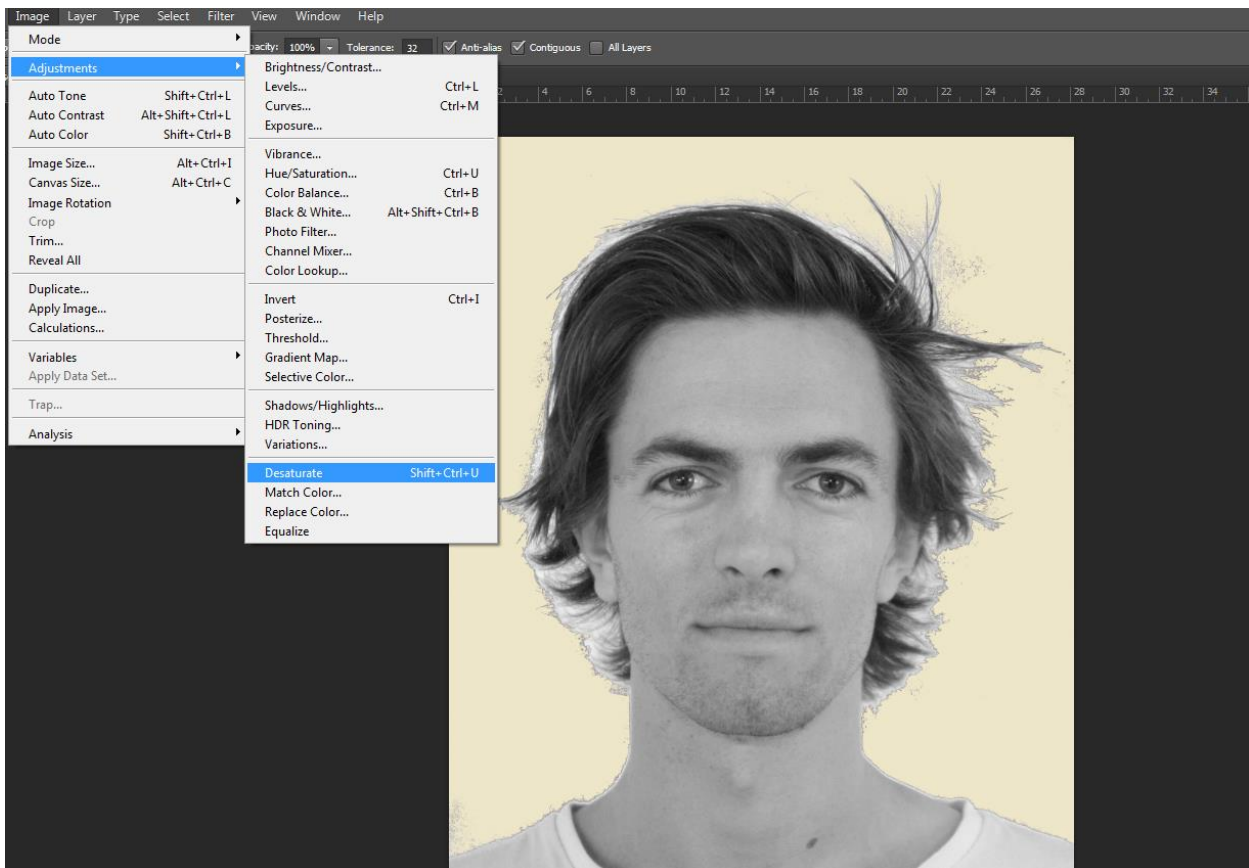 Image Layer Type Select Filter View Window Help
acity: 100% Tolerance: 32 Anti-alias Contiguous All Layers
Mode
Adjustments
Auto Tone Shift+Ctrl+L
Auto Contrast Alt+Shift+Ctrl+L
Auto Color Shift+Ctrl+B
Image Size... Alt+Ctrl+I
Canvas Size... Alt+Ctrl+C
Image Rotation
Crop
Trim...
Reveal All
Duplicate...
Apply Image...
Calculations...
Variables
Apply Data Set...
Trap...
Analysis
Brightness/Contrast...
Levels... Ctrl+L
Curves... Ctrl+M
Exposure...
Vibrance...
Hue/Saturation... Ctrl+U
Color Balance... Ctrl+B
Black & White... Alt+Shift+Ctrl+B
Photo Filter...
Channel Mixer...
Color Lookup...
Invert Ctrl+I
Posterize...
Threshold...
Gradient Map...
Selective Color...
Shadows/Highlights...
HDR Toning...
Variations...
Desaturate Shift+Ctrl+U
Match Color...
Replace Color...
Equalize
2 4 6 8 10 12 14 16 18 20 22 24 26 28 30 32 34